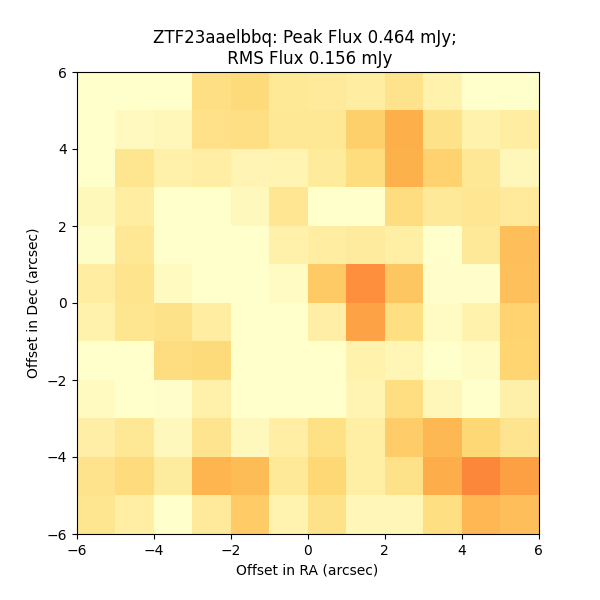 ZTF23aaelbbq: Peak Flux 0.464 mJy;
RMS Flux 0.156 mJy
6
4
2
0
−2
−4
−6
Offset in Dec (arcsec)
−6 −4 −2 0 2 4 6
Offset in RA (arcsec)